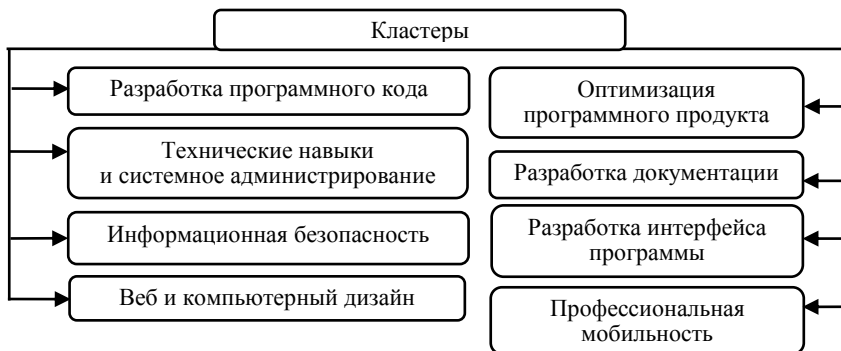 Кластеры
Разработка программного кода
Технические навыки
и системное администрирование
Информационная безопасность
Веб и компьютерный дизайн
Оптимизация
программного продукта
Разработка документации
Разработка интерфейса
программы
Профессиональная
мобильность